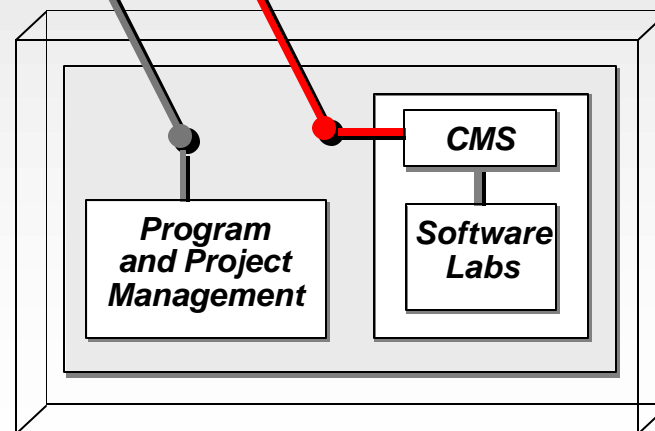 CMS
Program
and Project
Management
Software
Labs